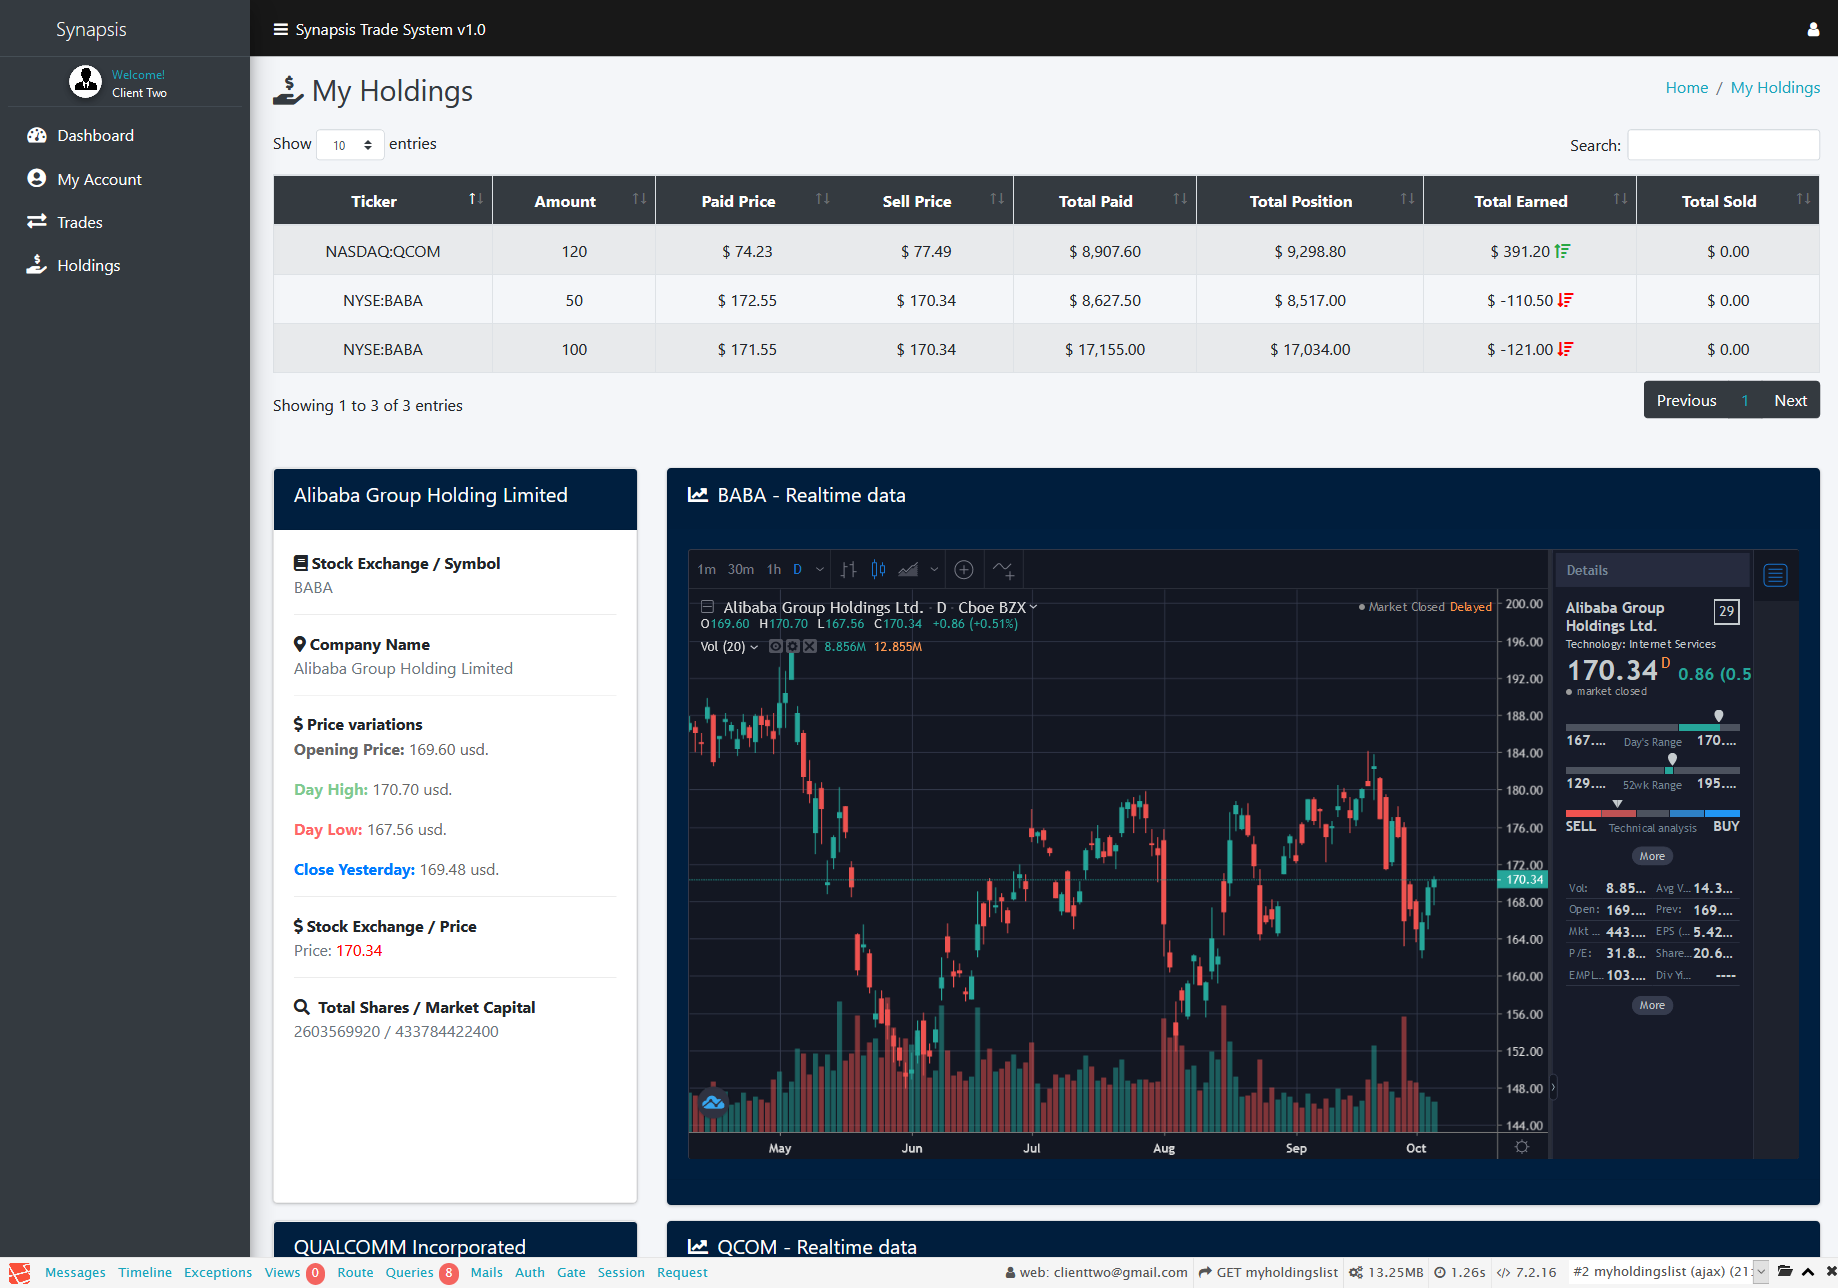 Synapsis
Synapsis Trade System v1.0
Welcome!
Client Two
Dashboard
My Account
Trades
Holdings
My Holdings
Home / My Holdings
Show 10 entries
Search:
Ticker Amount Paid Price Sell Price Total Paid Total Position Total Earned Total Sold
NASDAQ:QCOM 120 $ 74.23 $ 77.49 $ 8,907.60 $ 9,298.80 $ 391.20 $ 0.00
NYSE:BABA 50 $ 172.55 $ 170.34 $ 8,627.50 $ 8,517.00 $ -110.50 $ 0.00
NYSE:BABA 100 $ 171.55 $ 170.34 $ 17,155.00 $ 17,034.00 $ -121.00 $ 0.00
Showing 1 to 3 of 3 entries
Previous 1 Next
Alibaba Group Holding Limited
Stock Exchange / Symbol
BABA
Company Name
Alibaba Group Holding Limited
$ Price variations
Opening Price: 169.60 usd.
Day High: 170.70 usd.
Day Low: 167.56 usd.
Close Yesterday: 169.48 usd.
$ Stock Exchange / Price
Price: 170.34
Total Shares / Market Capital
2603569920 / 433784422400
BABA - Realtime data
1m 30m 1h D
Alibaba Group Holdings Ltd. · D · Cboe BZX
Market Closed Delayed
O169.60 H170.70 L167.56 C170.34 +0.86 (+0.51%)
Vol (20) 8.856M 12.855M
200.00
196.00
192.00
188.00
184.00
180.00
176.00
172.00
170.34
168.00
164.00
160.00
156.00
152.00
148.00
144.00
May Jun Jul Aug Sep Oct
Details
Alibaba Group
Holdings Ltd.
29
Technology: Internet Services
170.34 D 0.86 (0.5
market closed
167.... Day's Range 170....
129.... 52wk Range 195....
SELL Technical analysis BUY
More
Vol: 8.85... Avg V... 14.3...
Open: 169.... Prev: 169....
Mkt ... 443.... EPS (... 5.42...
P/E: 31.8... Share... 20.6...
EMPL... 103.... Div Yi... ----
More
QUALCOMM Incorporated
QCOM - Realtime data
Messages Timeline Exceptions Views 0 Route Queries 8 Mails Auth Gate Session Request
web: clienttwo@gmail.com GET myholdingslist 13.25MB 1.26s 7.2.16 #2 myholdingslist (ajax) (21: